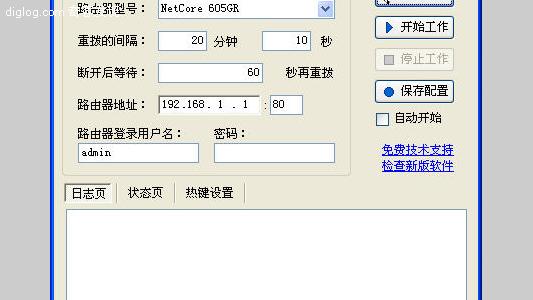 diglog.com
路由器型号： NetCore 605GR
重拨的间隔： 20 分钟 10 秒
开始工作
断开后等待： 60 秒再重拨
停止工作
路由器地址： 192.168. 1 . 1 : 80
保存配置
自动开始
路由器登录用户名： 密码：
admin
免费技术支持
检查新版软件
日志页 状态页 热键设置